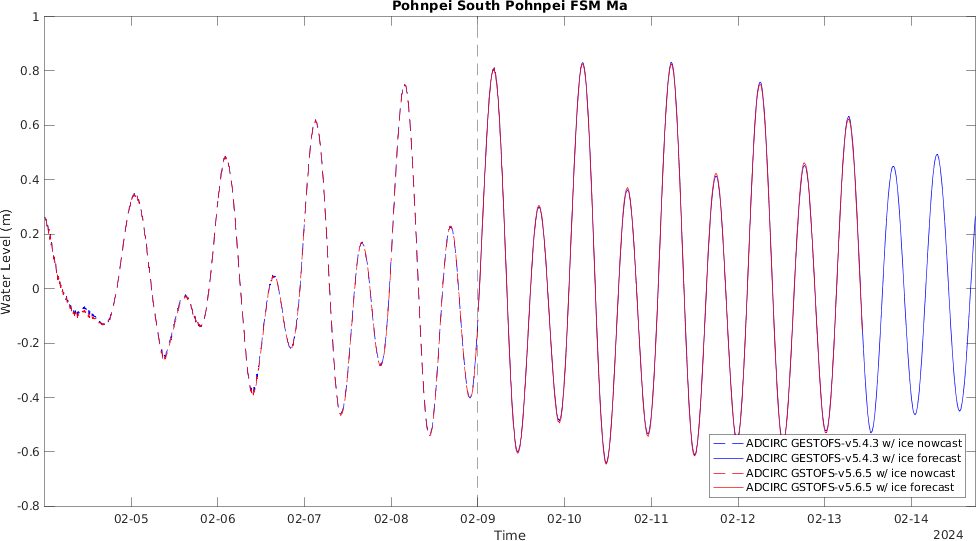 Pohnpei South Pohnpei FSM Ma
1
0.8
0.6
0.4
0.2
0
-0.2
-0.4
-0.6
-0.8
Water Level (m)
02-05 02-06 02-07 02-08 02-09 02-10 02-11 02-12 02-13 02-14
Time
2024
ADCIRC GESTOFS-v5.4.3 w/ ice nowcast
ADCIRC GESTOFS-v5.4.3 w/ ice forecast
ADCIRC GSTOFS-v5.6.5 w/ ice nowcast
ADCIRC GSTOFS-v5.6.5 w/ ice forecast